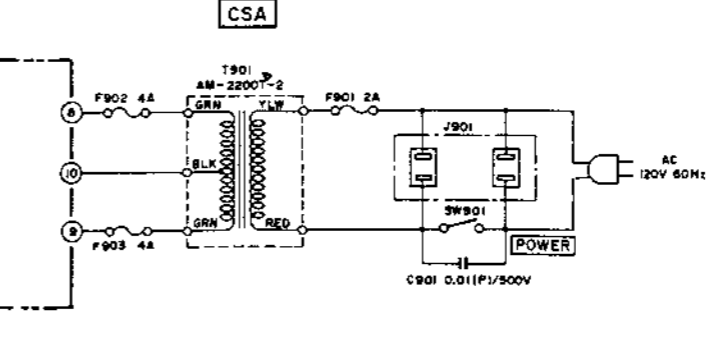 CSA
T901
AM-2200T-2
F902 4A
GRN
YLW
F901 2A
J901
8
BLK
10
AC
120V 60Hz
GRN
RED
SW901
9
F903 4A
POWER
C901 0.01(P)/500V